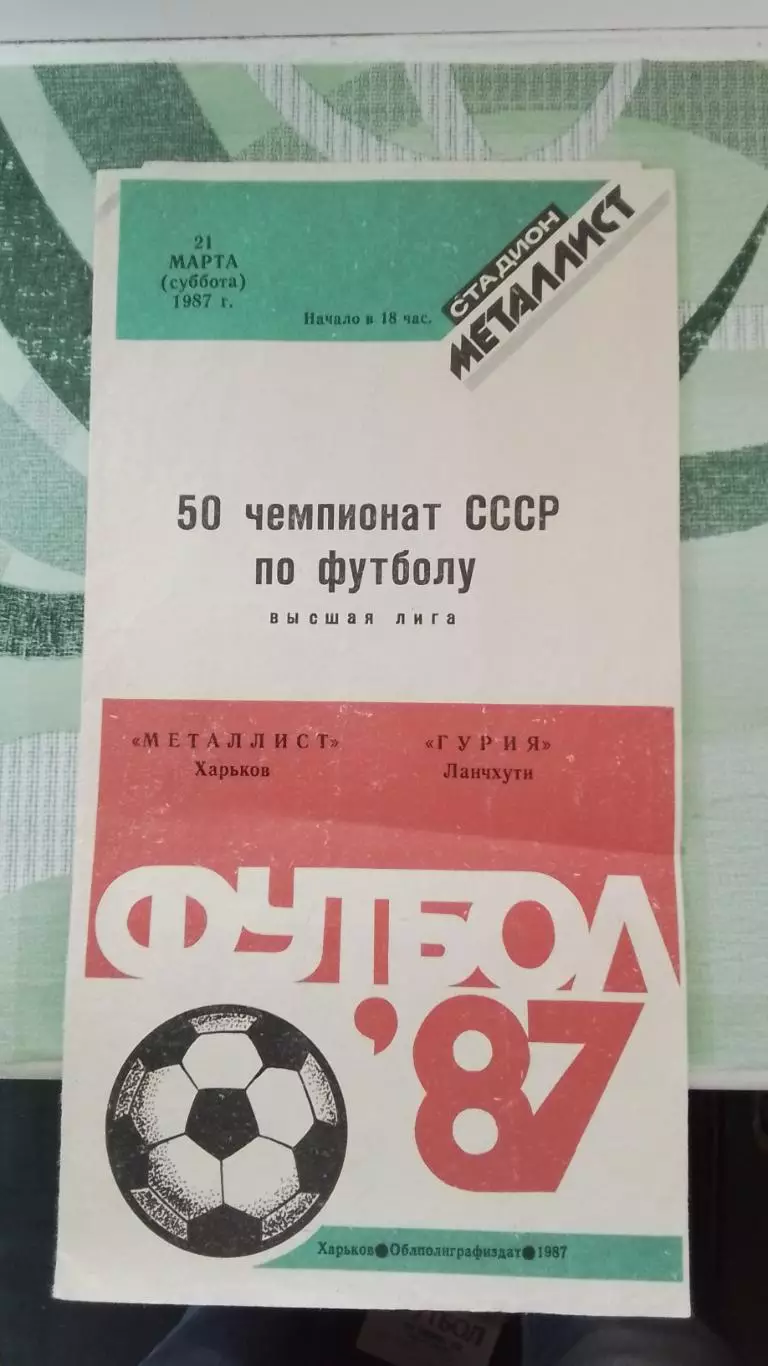 21
МАРТА
(суббота)
1987 г.
Начало в 18 час.
СТАДИОН
МЕТАЛЛИСТ
50 чемпионат СССР
по футболу
высшая лига
«МЕТАЛЛИСТ»
Харьков
«ГУРИЯ»
Ланчхути
ФУТБОЛ
'87
Харьков●Облполиграфиздат●1987